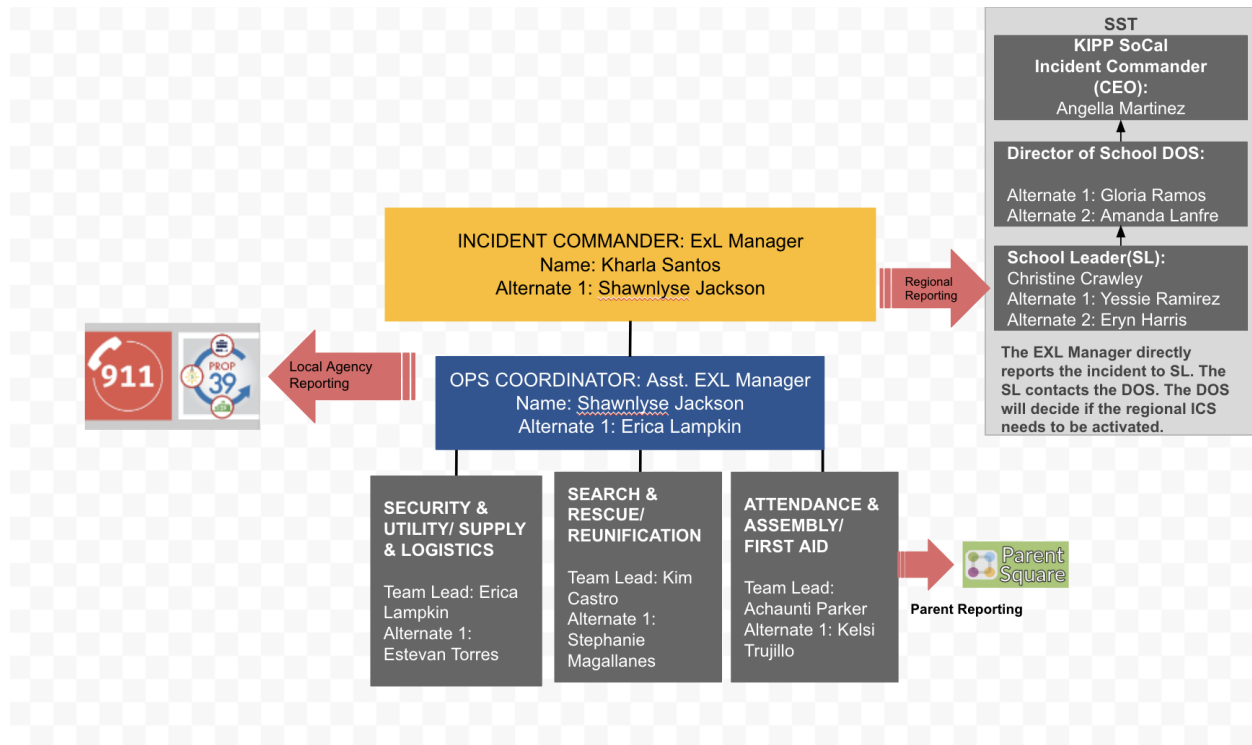 SST
KIPP SoCal
Incident Commander
(CEO):
Angella Martinez
Director of School DOS:
Alternate 1: Gloria Ramos
Alternate 2: Amanda Lanfre
School Leader(SL):
Christine Crawley
Alternate 1: Yessie Ramirez
Alternate 2: Eryn Harris
The EXL Manager directly
reports the incident to SL. The
SL contacts the DOS. The DOS
will decide if the regional ICS
needs to be activated.
INCIDENT COMMANDER: ExL Manager
Name: Kharla Santos
Alternate 1: Shawnlyse Jackson
Regional
Reporting
911
PROP
39
Local Agency
Reporting
OPS COORDINATOR: Asst. EXL Manager
Name: Shawnlyse Jackson
Alternate 1: Erica Lampkin
SECURITY &
UTILITY/ SUPPLY
& LOGISTICS
Team Lead: Erica
Lampkin
Alternate 1:
Estevan Torres
SEARCH &
RESCUE/
REUNIFICATION
Team Lead: Kim
Castro
Alternate 1:
Stephanie
Magallanes
ATTENDANCE &
ASSEMBLY/
FIRST AID
Team Lead:
Achaunti Parker
Alternate 1: Kelsi
Trujillo
Parent
Square
Parent Reporting